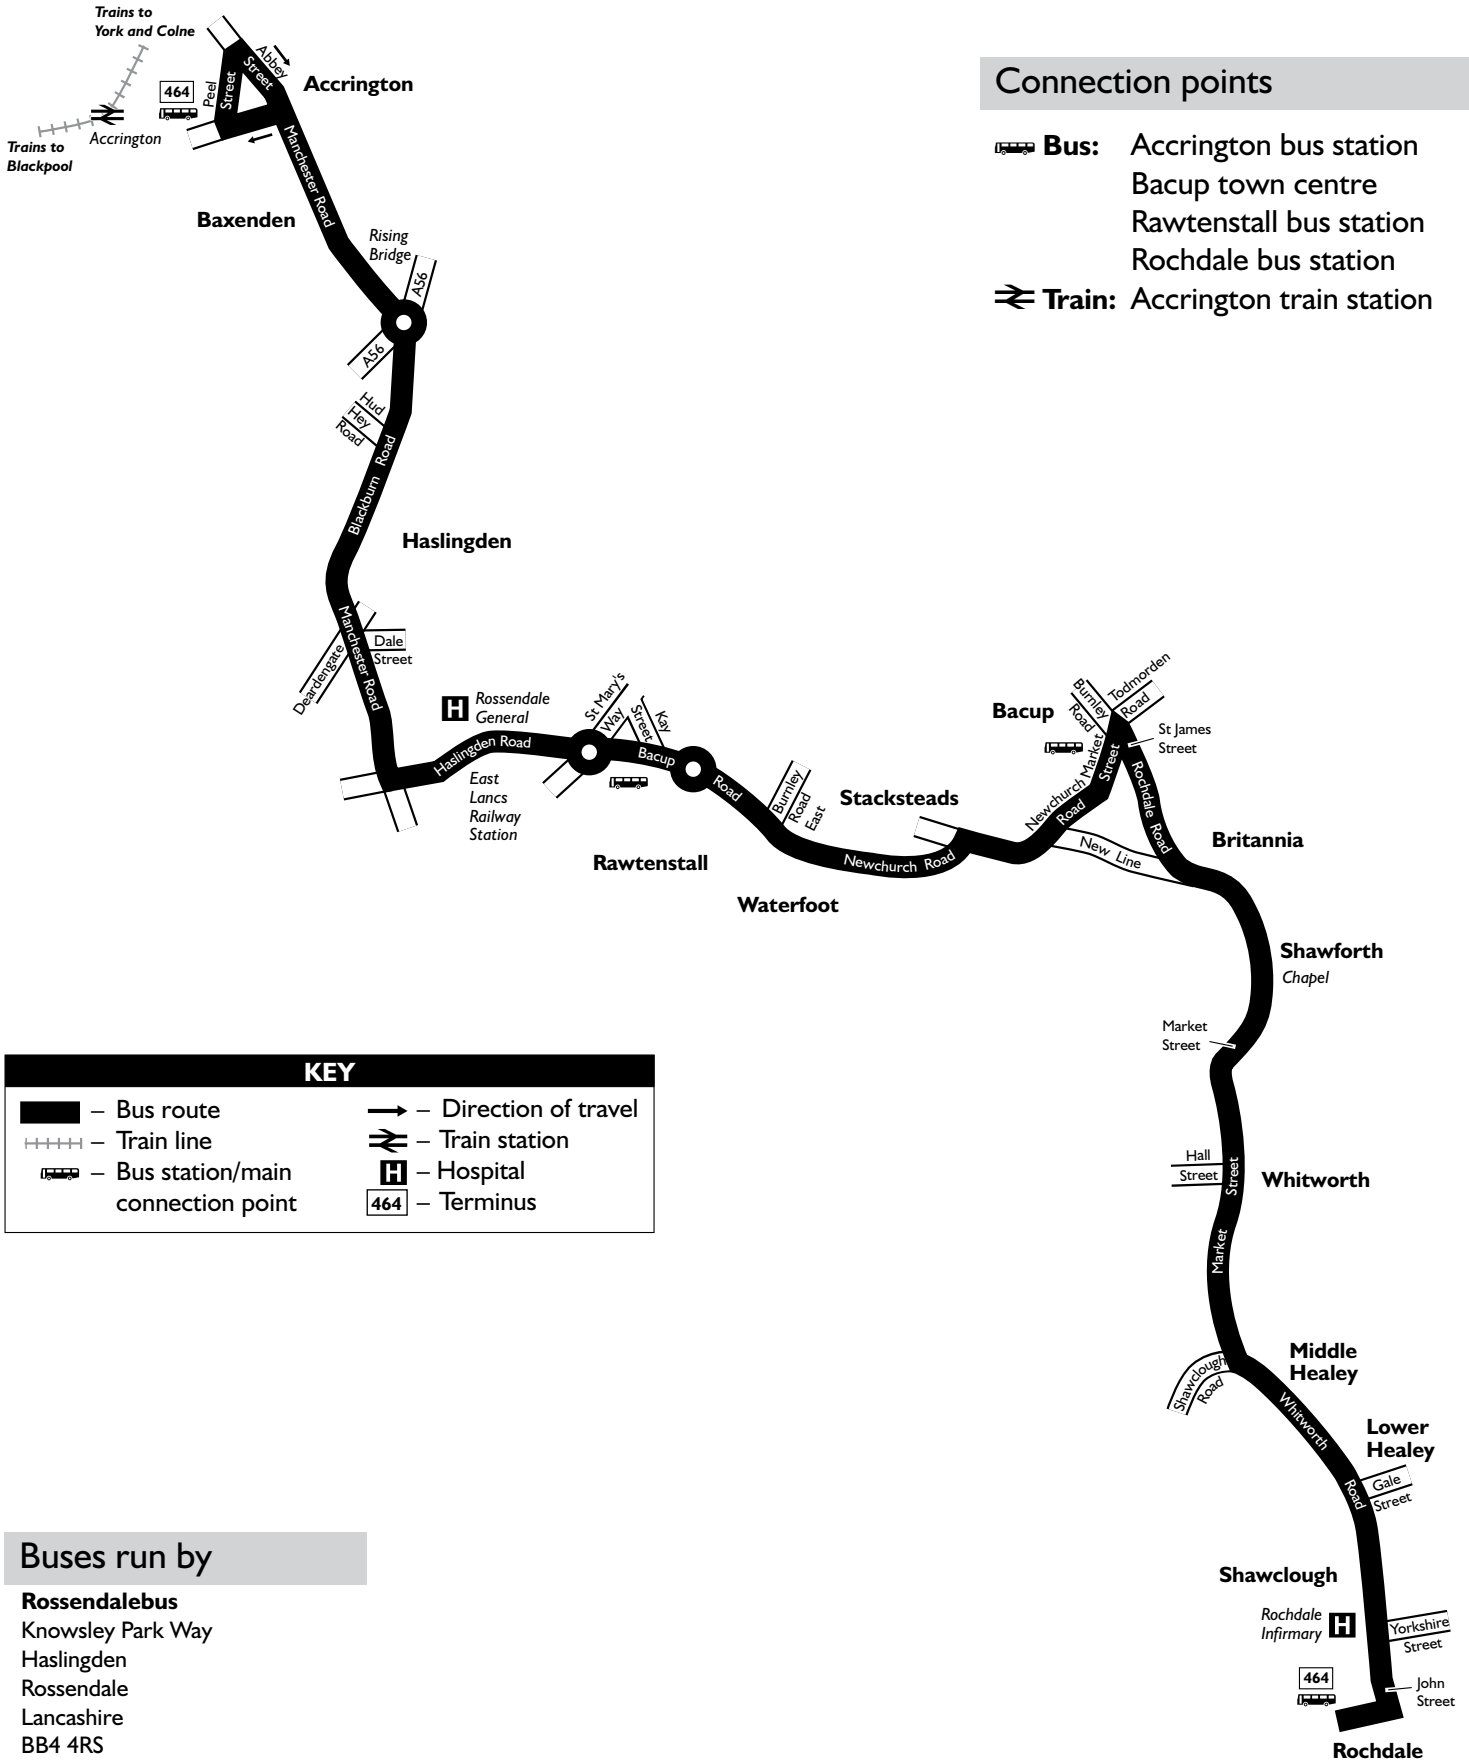 Trains to
York and Colne
Abbey
Street
Accrington
464
Peel
Street
Accrington
Trains to
Blackpool
Manchester Road
Baxenden
Rising
Bridge
A56
A56
Hud
Hey
Road
Blackburn Road
Haslingden
Manchester Road
Deardengate
Dale
Street
H
Rossendale
General
Haslingden Road
East
Lancs
Railway
Station
St Mary's
Way
Kay
Street
Bacup
Road
Rawtenstall
Burnley
Road
East
Waterfoot
Stacksteads
Newchurch Road
Newchurch
Road
Market
Street
Bacup
Burnley
Road
Todmorden
Road
St James
Street
Rochdale Road
New Line
Britannia
Shawforth
Chapel
Market
Street
Hall
Street
Market Street
Whitworth
Middle
Healey
Shawclough
Road
Whitworth Road
Lower
Healey
Gale
Street
Shawclough
Rochdale
Infirmary
H
Yorkshire
Street
464
John
Street
Rochdale
Connection points
Bus: Accrington bus station
Bacup town centre
Rawtenstall bus station
Rochdale bus station
Train: Accrington train station
KEY
– Bus route
– Train line
– Bus station/main
connection point
– Direction of travel
– Train station
H – Hospital
464 – Terminus
Buses run by
Rossendalebus
Knowsley Park Way
Haslingden
Rossendale
Lancashire
BB4 4RS